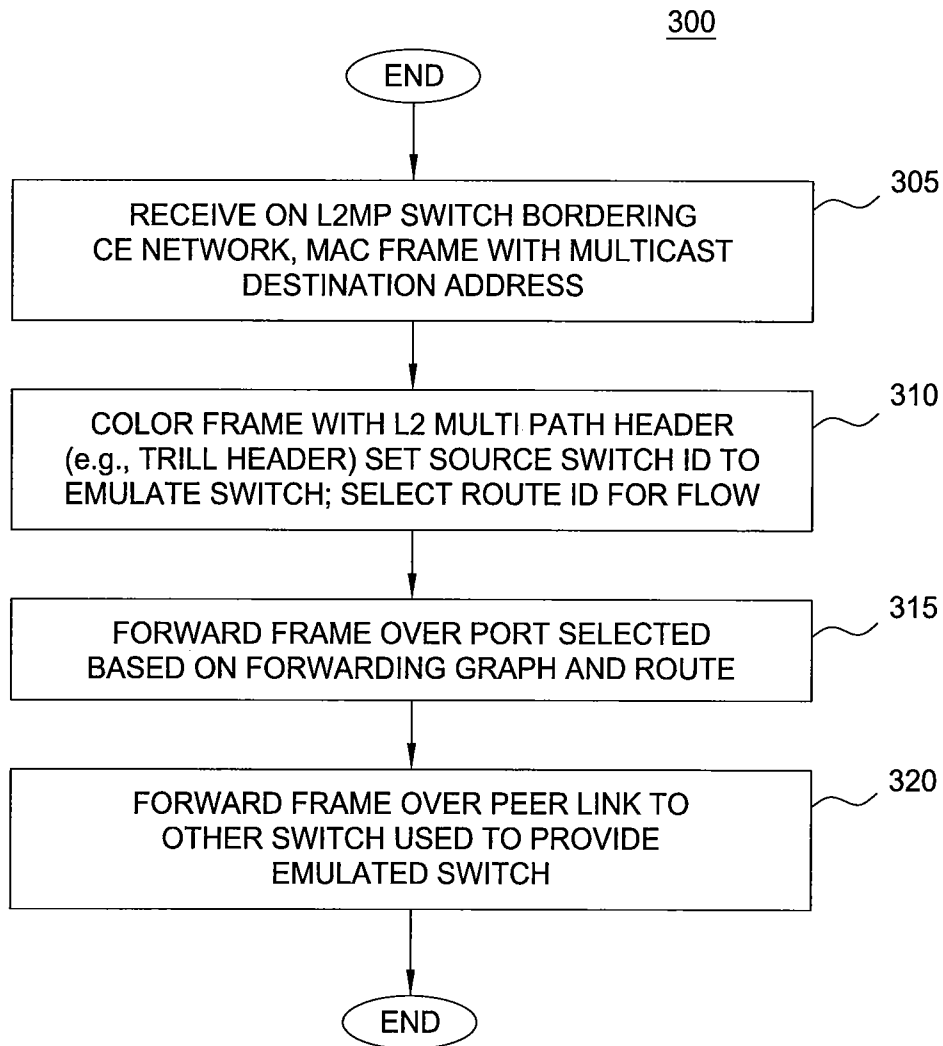 300
END
305
RECEIVE ON L2MP SWITCH BORDERING
CE NETWORK, MAC FRAME WITH MULTICAST
DESTINATION ADDRESS
310
COLOR FRAME WITH L2 MULTI PATH HEADER
(e.g., TRILL HEADER) SET SOURCE SWITCH ID TO
EMULATE SWITCH; SELECT ROUTE ID FOR FLOW
315
FORWARD FRAME OVER PORT SELECTED
BASED ON FORWARDING GRAPH AND ROUTE
320
FORWARD FRAME OVER PEER LINK TO
OTHER SWITCH USED TO PROVIDE
EMULATED SWITCH
END